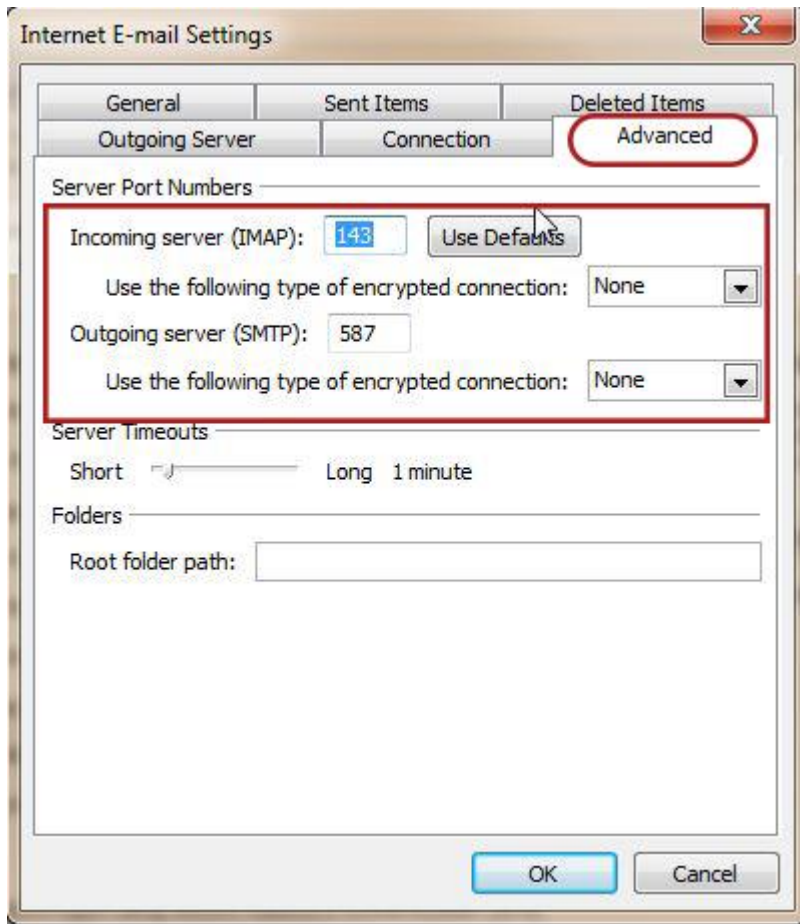 Internet E-mail Settings
General Sent Items Deleted Items
Outgoing Server Connection Advanced
Server Port Numbers
Incoming server (IMAP): 143 Use Defaults
Use the following type of encrypted connection: None
Outgoing server (SMTP): 587
Use the following type of encrypted connection: None
Server Timeouts
Short Long 1 minute
Folders
Root folder path:
OK Cancel